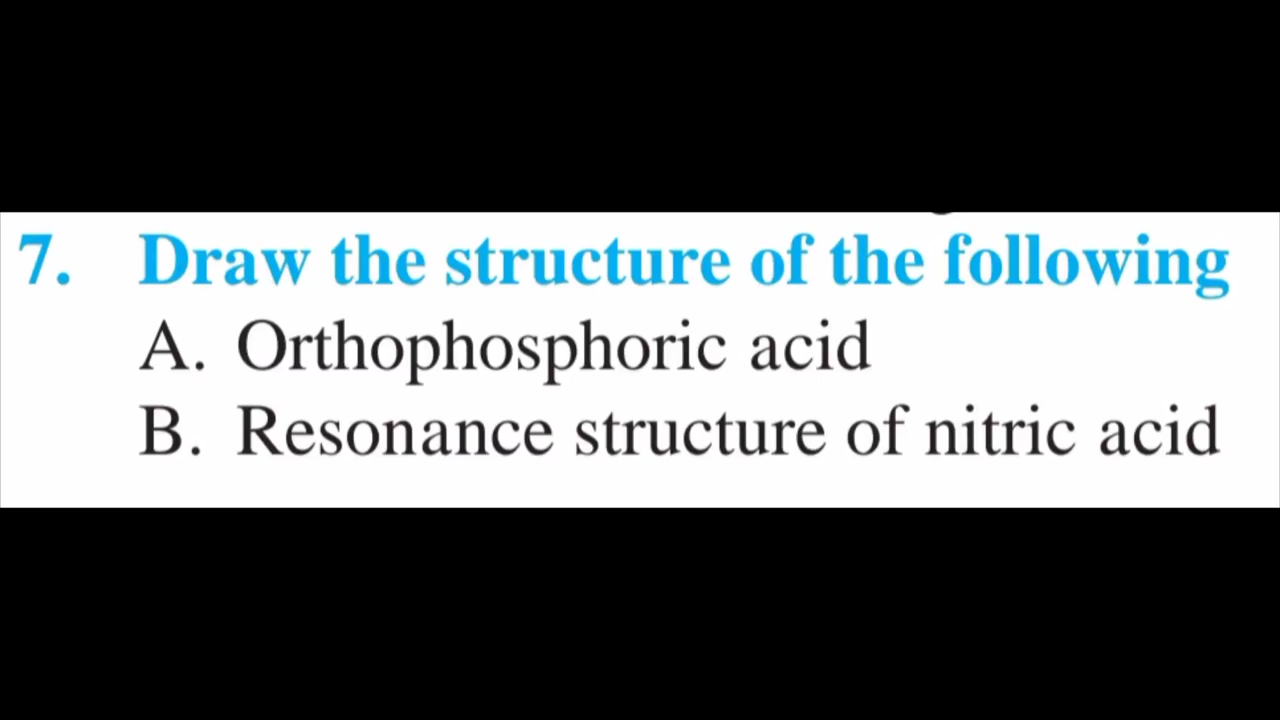 7. Draw the structure of the following
A. Orthophosphoric acid
B. Resonance structure of nitric acid